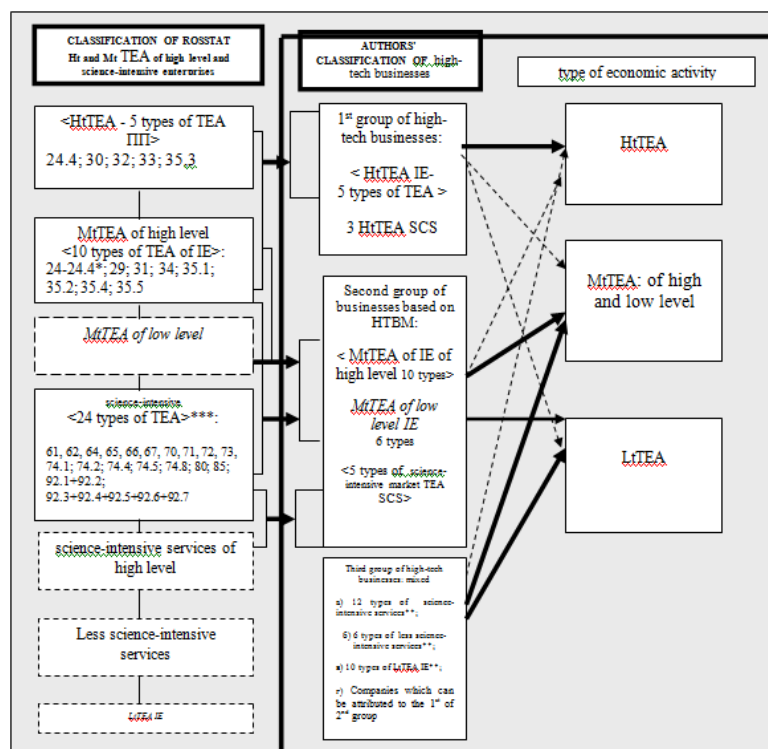 CLASSIFICATION OF ROSSTAT
Ht and Mt TEA of high level and
science-intensive enterprises
<HtTEA - 5 types of TEA
ПП>
24.4; 30; 32; 33; 35,3
MtTEA of high level
<10 types of TEA of IE>:
24-24.4*; 29; 31; 34; 35.1;
35.2; 35.4; 35.5
MtTEA of low level
science-intensive
<24 types of TEA>***:
61, 62, 64, 65, 66, 67, 70, 71, 72, 73,
74.1; 74.2; 74.4; 74.5; 74.8; 80; 85;
92.1+92.2;
92.3+92.4+92.5+92.6+92.7
science-intensive services of
high level
Less science-intensive
services
LtTEA IE
AUTHORS'
CLASSIFICATION OF high-
tech businesses
1st group of high-
tech businesses:
< HtTEA IE-
5 types of TEA >
3 HtTEA SCS
Second group of
businesses based on
HTBM:
< MtTEA of IE of
high level 10 types>
MtTEA of low
level IE
6 types
<5 types of science-
intensive market TEA
SCS>
Third group of high-tech
businesses: mixed
a) 12 types of science-
intensive services**;
б) 6 types of less science-
intensive services**;
в) 10 types of LtTEA IE**;
г) Companies which can
be attributed to the 1st of
2nd group
type of economic activity
HtTEA
MtTEA: of high
and low level
LtTEA